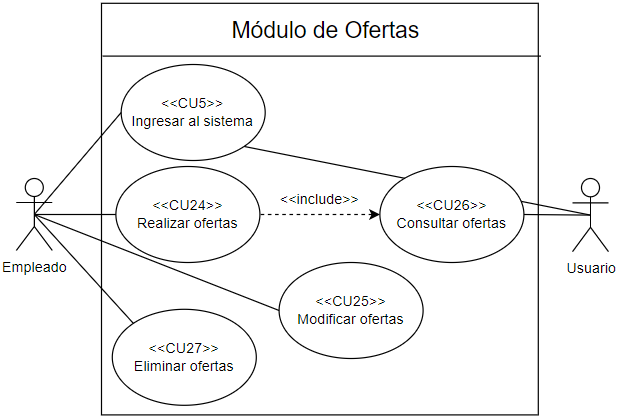 Módulo de Ofertas
<<CU5>>
Ingresar al sistema
<<CU24>>
Realizar ofertas
<<include>>
<<CU26>>
Consultar ofertas
Empleado
Usuario
<<CU25>>
Modificar ofertas
<<CU27>>
Eliminar ofertas